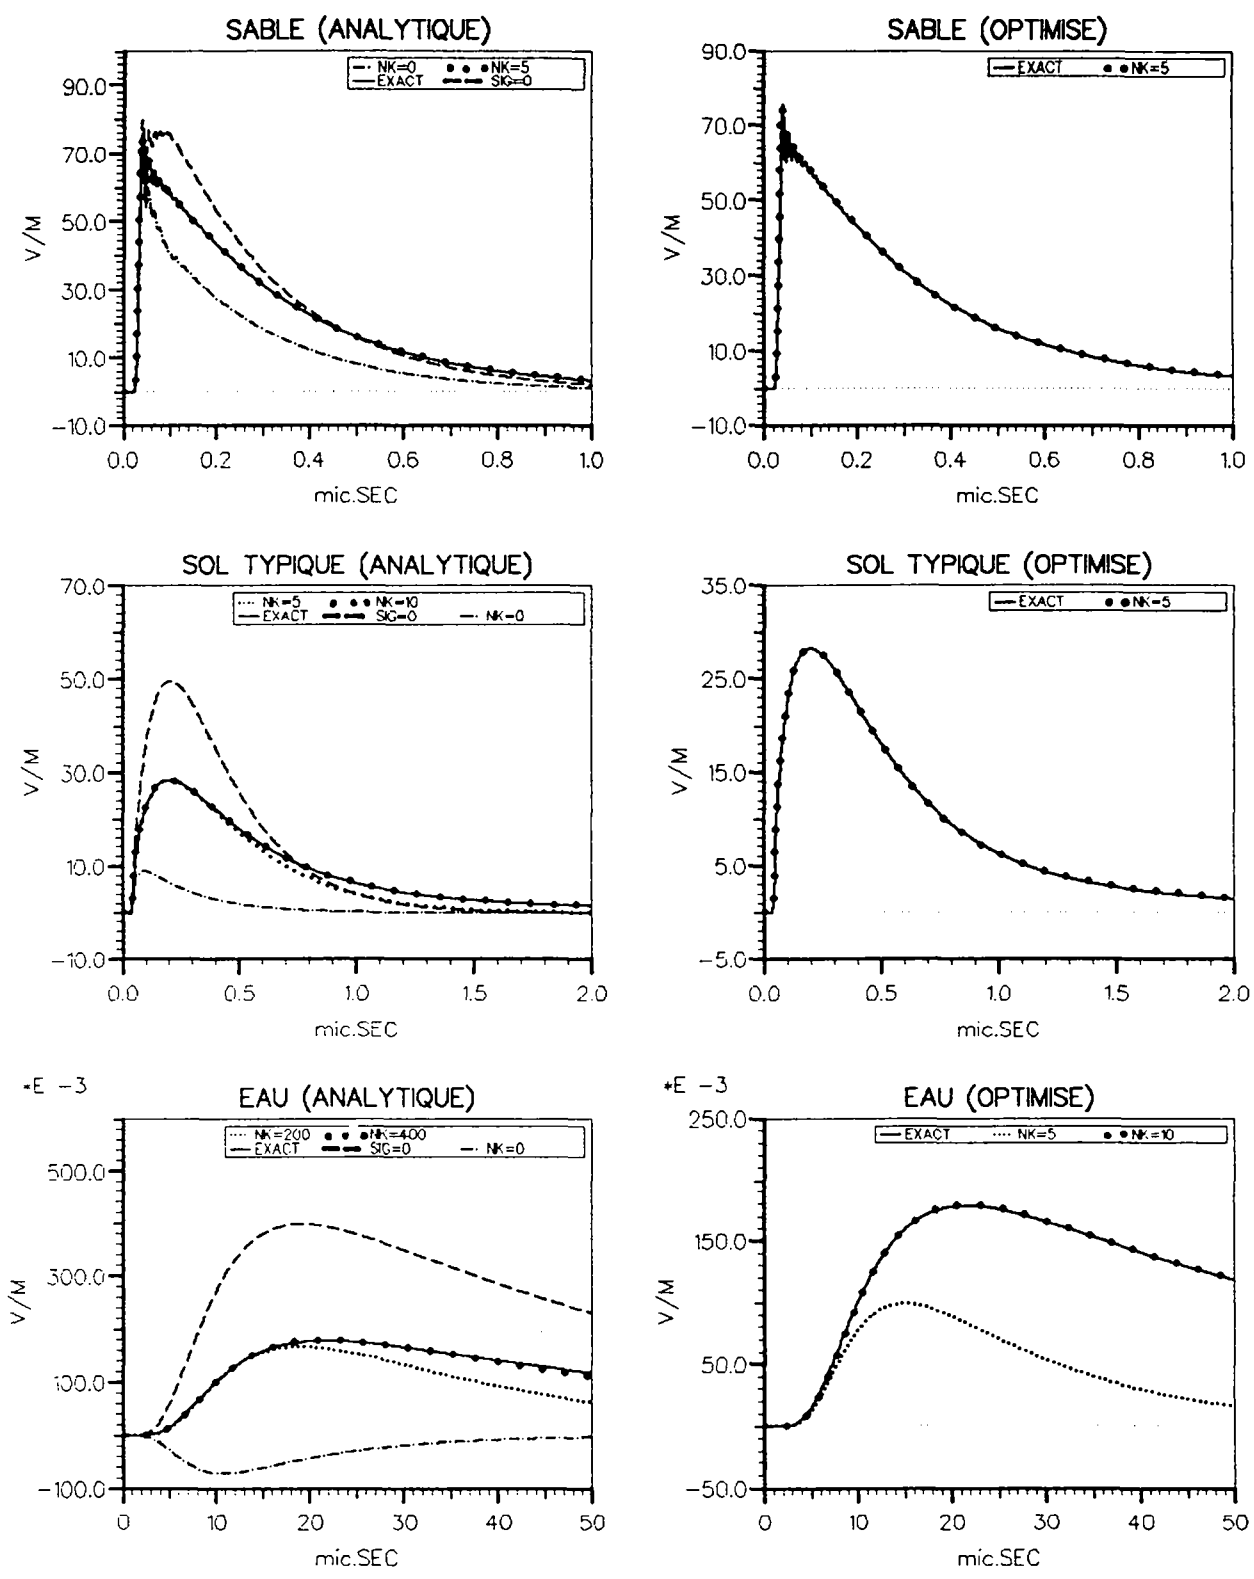 SABLE (ANALYTIQUE)
NK=0 NK=5
EXACT SIG=0
90.0
70.0
50.0
30.0
10.0
-10.0
V/M
0.0 0.2 0.4 0.6 0.8 1.0
mic.SEC
SABLE (OPTIMISE)
EXACT NK=5
90.0
70.0
50.0
30.0
10.0
-10.0
V/M
0.0 0.2 0.4 0.6 0.8 1.0
mic.SEC
SOL TYPIQUE (ANALYTIQUE)
NK=5 NK=10
EXACT SIG=0 NK=0
70.0
50.0
30.0
10.0
-10.0
V/M
0.0 0.5 1.0 1.5 2.0
mic.SEC
SOL TYPIQUE (OPTIMISE)
EXACT NK=5
35.0
25.0
15.0
5.0
-5.0
V/M
0.0 0.5 1.0 1.5 2.0
mic.SEC
*E -3
EAU (ANALYTIQUE)
NK=200 NK=400
EXACT SIG=0 NK=0
500.0
300.0
100.0
-100.0
V/M
0 10 20 30 40 50
mic.SEC
*E -3
EAU (OPTIMISE)
EXACT NK=5 NK=10
250.0
150.0
50.0
-50.0
V/M
0 10 20 30 40 50
mic.SEC